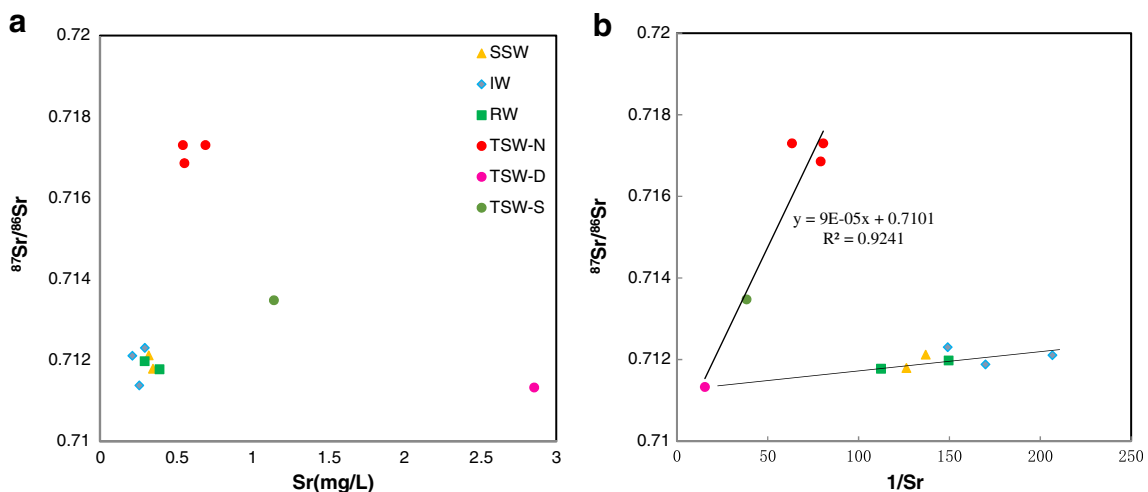 a
0.72
0.718
0.716
0.714
0.712
0.71
0
0.5
1
1.5
2
2.5
3
87Sr/86Sr
Sr(mg/L)
SSW
IW
RW
TSW-N
TSW-D
TSW-S
b
0.72
0.718
0.716
0.714
0.712
0.71
0
50
100
150
200
250
87Sr/86Sr
1/Sr
y = 9E-05x + 0.7101
R² = 0.9241